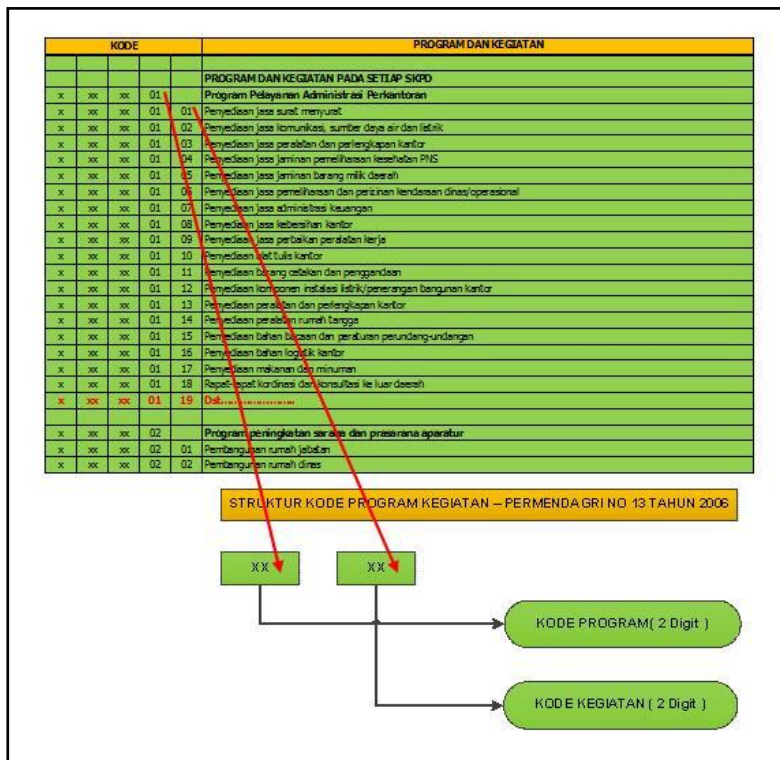 KODE PROGRAM DAN KEGIATAN
PROGRAM DAN KEGIATAN PADA SETIAP SKPD
x xx xx 01 Program Pelayanan Administrasi Perkantoran
x xx xx 01 01 Penyediaan jasa surat menyurat
x xx xx 01 02 Penyediaan jasa komunikasi, sumber daya air dan listrik
x xx xx 01 03 Penyediaan jasa peralatan dan perlengkapan kantor
x xx xx 01 04 Penyediaan jasa jaminan pemeliharaan kesehatan PNS
x xx xx 01 05 Penyediaan jasa jaminan barang milik daerah
x xx xx 01 06 Penyediaan jasa pemeliharaan dan perizinan kendaraan dinas/operasional
x xx xx 01 07 Penyediaan jasa administrasi keuangan
x xx xx 01 08 Penyediaan jasa kebersihan kantor
x xx xx 01 09 Penyediaan jasa perbaikan peralatan kerja
x xx xx 01 10 Penyediaan alat tulis kantor
x xx xx 01 11 Penyediaan barang cetakan dan penggandaan
x xx xx 01 12 Penyediaan komponen instalasi listrik/penerangan bangunan kantor
x xx xx 01 13 Penyediaan peralatan dan perlengkapan kantor
x xx xx 01 14 Penyediaan peralatan rumah tangga
x xx xx 01 15 Penyediaan bahan bacaan dan peraturan perundang-undangan
x xx xx 01 16 Penyediaan bahan logistik kantor
x xx xx 01 17 Penyediaan makanan dan minuman
x xx xx 01 18 Rapat-rapat kordinasi dan konsultasi ke luar daerah
x xx xx 01 19 Dst........................
x xx xx 02 Program peningkatan sarana dan prasarana aparatur
x xx xx 02 01 Pembangunan rumah jabatan
x xx xx 02 02 Pembangunan rumah dinas
STRUKTUR KODE PROGRAM KEGIATAN – PERMENDAGRI NO 13 TAHUN 2006
XX XX
KODE PROGRAM( 2 Digit )
KODE KEGIATAN ( 2 Digit )